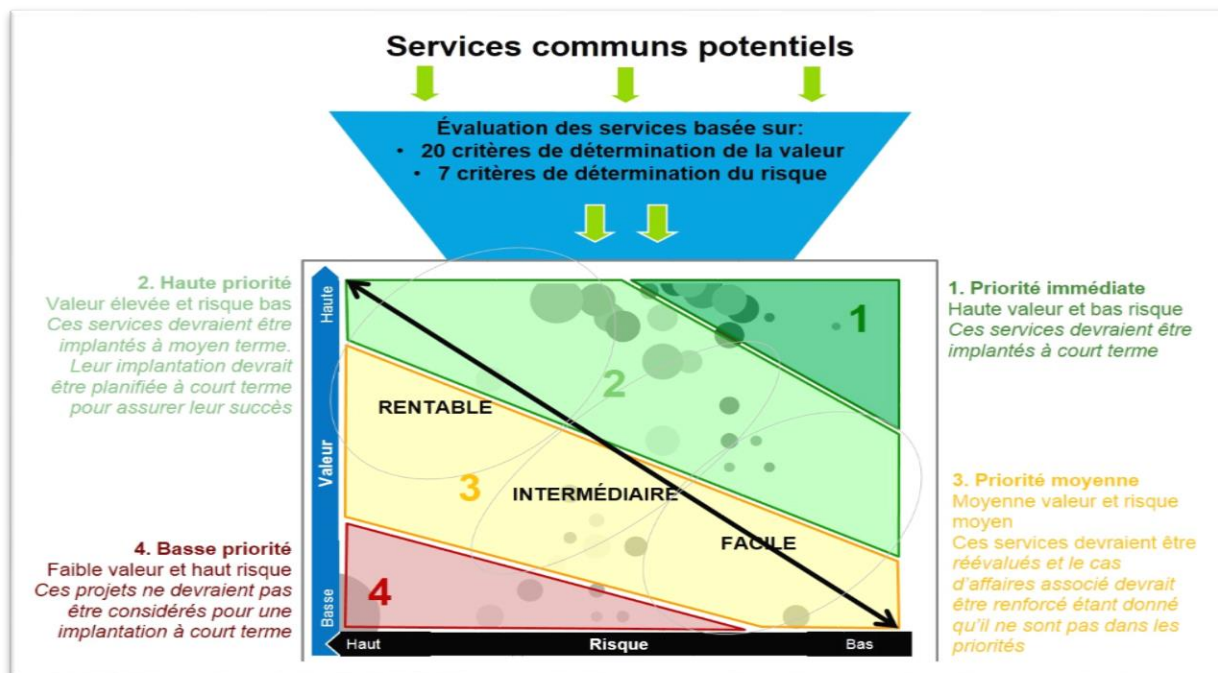 Services communs potentiels
Évaluation des services basée sur:
• 20 critères de détermination de la valeur
• 7 critères de détermination du risque
2. Haute priorité
Valeur élevée et risque bas
Ces services devraient être
implantés à moyen terme.
Leur implantation devrait
être planifiée à court terme
pour assurer leur succès
4. Basse priorité
Faible valeur et haut risque
Ces projets ne devraient pas
être considérés pour une
implantation à court terme
Haute
Valeur
Basse
1
2
RENTABLE
3
INTERMÉDIAIRE
FACILE
4
Haut
Risque
Bas
1. Priorité immédiate
Haute valeur et bas risque
Ces services devraient être
implantés à court terme
3. Priorité moyenne
Moyenne valeur et risque
moyen
Ces services devraient être
réévalués et le cas
d'affaires associé devrait
être renforcé étant donné
qu'il ne sont pas dans les
priorités